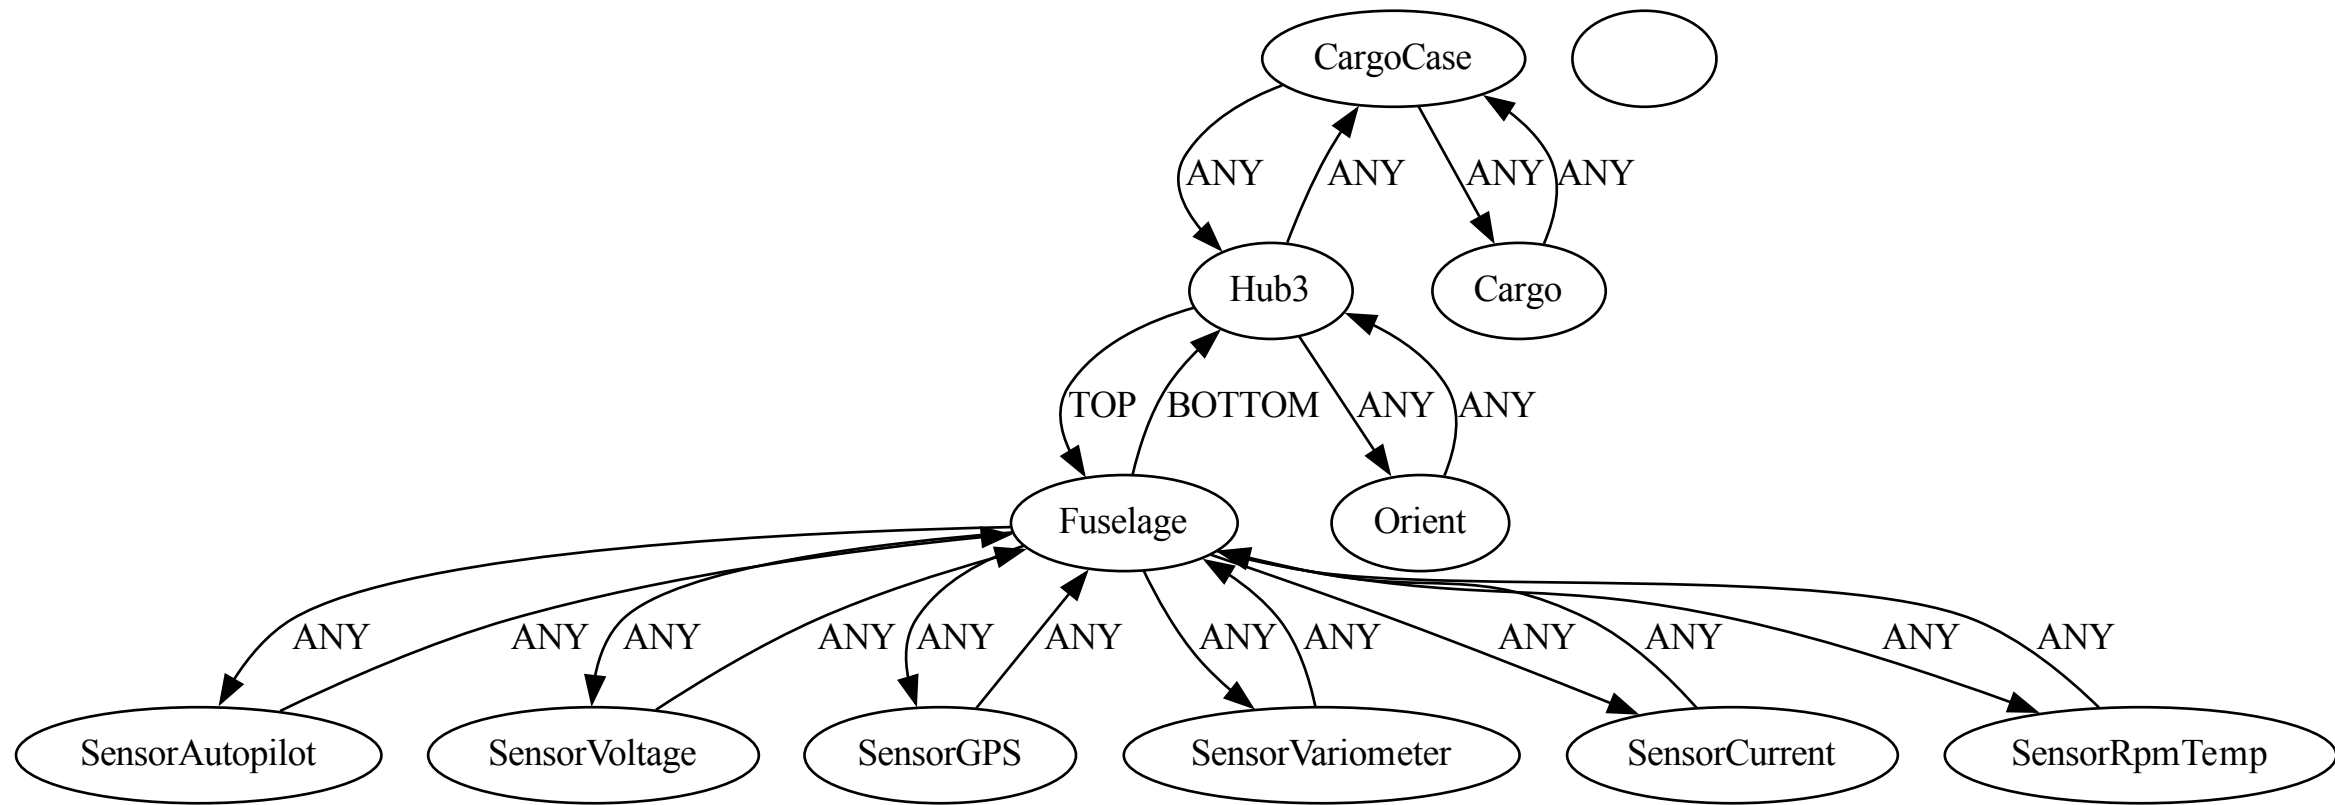 CargoCase
ANY ANY ANY ANY
Hub3 Cargo
TOP BOTTOM ANY ANY
Fuselage Orient
ANY ANY ANY ANY ANY ANY ANY ANY ANY ANY ANY ANY
SensorAutopilot SensorVoltage SensorGPS SensorVariometer SensorCurrent SensorRpmTemp